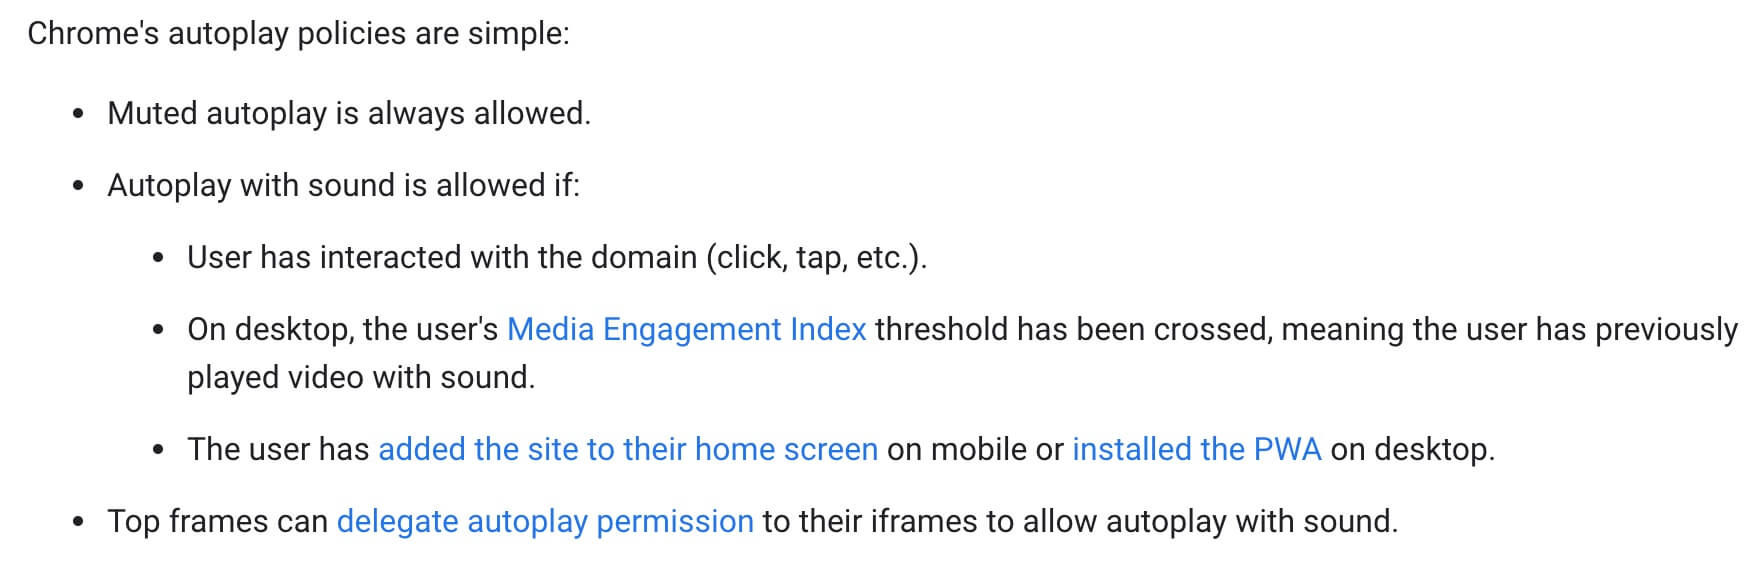 Chrome's autoplay policies are simple:
• Muted autoplay is always allowed.
• Autoplay with sound is allowed if:
• User has interacted with the domain (click, tap, etc.).
• On desktop, the user's Media Engagement Index threshold has been crossed, meaning the user has previously
played video with sound.
• The user has added the site to their home screen on mobile or installed the PWA on desktop.
• Top frames can delegate autoplay permission to their iframes to allow autoplay with sound.